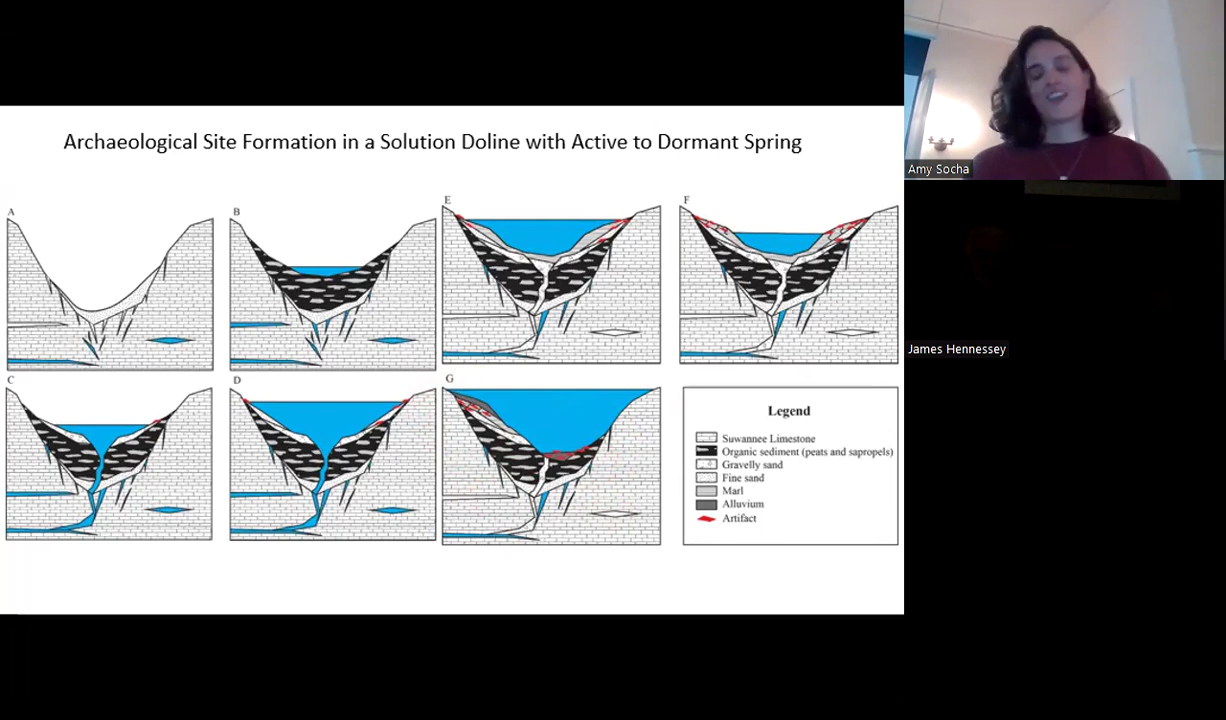 Archaeological Site Formation in a Solution Doline with Active to Dormant Spring
Amy Socha
James Hennessey
A
B
E
F
C
D
G
Legend
Suwannee Limestone
Organic sediment (peats and sapropels)
Gravelly sand
Fine sand
Marl
Alluvium
Artifact